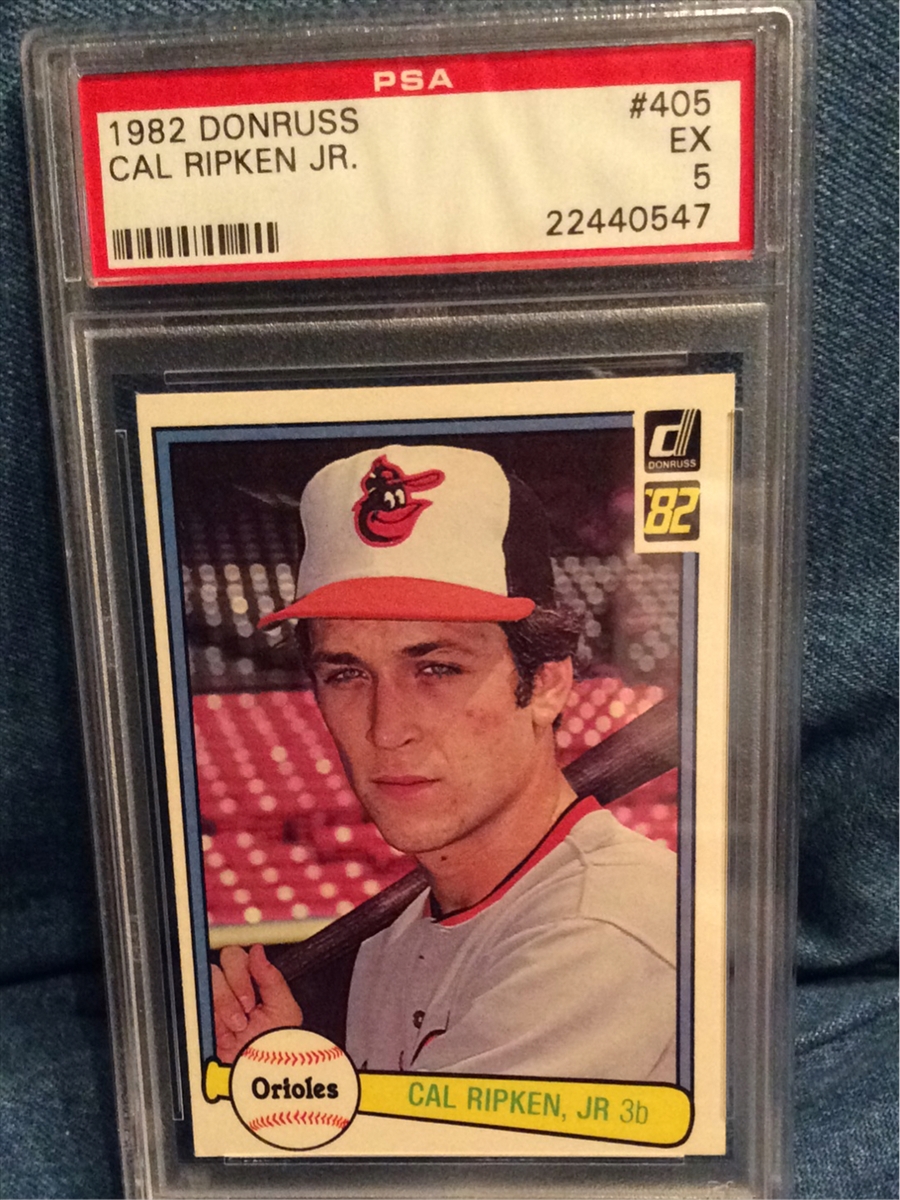 PSA
1982 DONRUSS #405
CAL RIPKEN JR. EX
5
22440547
d
DONRUSS
'82
Orioles
CAL RIPKEN, JR 3b